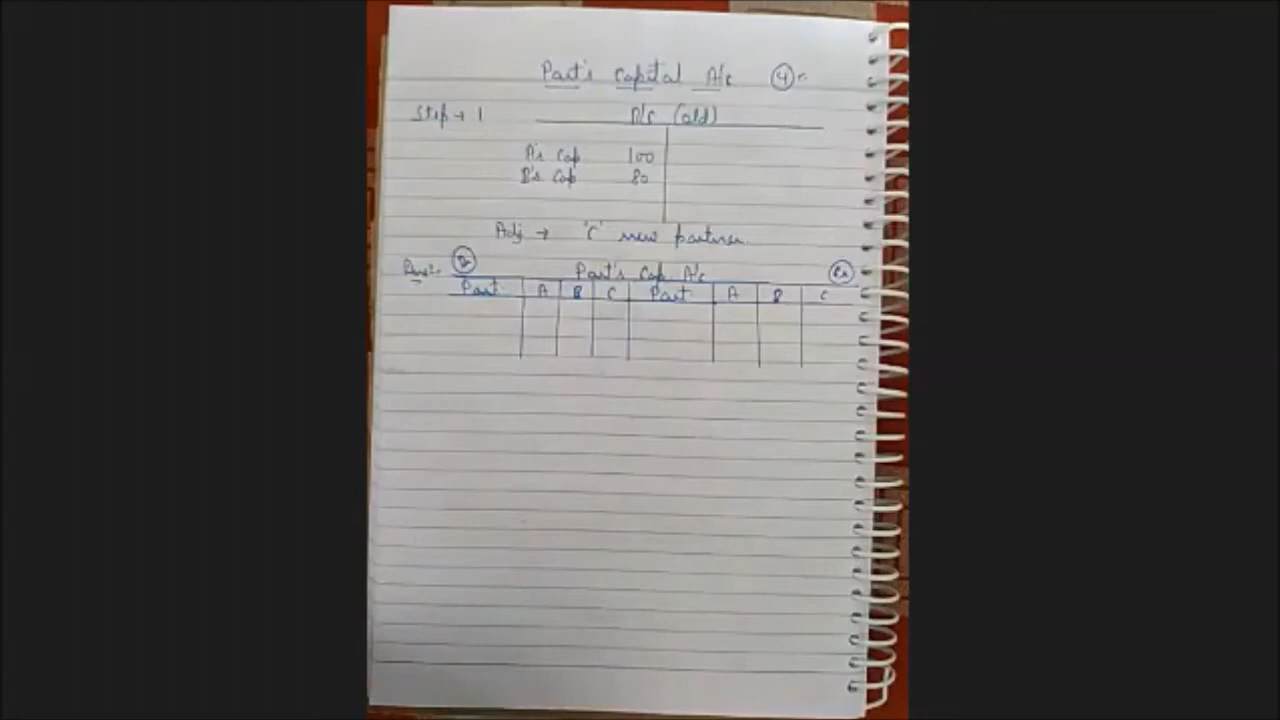 Part's Capital A/c 4
Step → 1 B/S (old)
A's Cap 100
B's Cap 80
Adj → 'C' new partner.
Ans:- Dr Part's Cap A/c Cr
Part. A B C Part. A B C